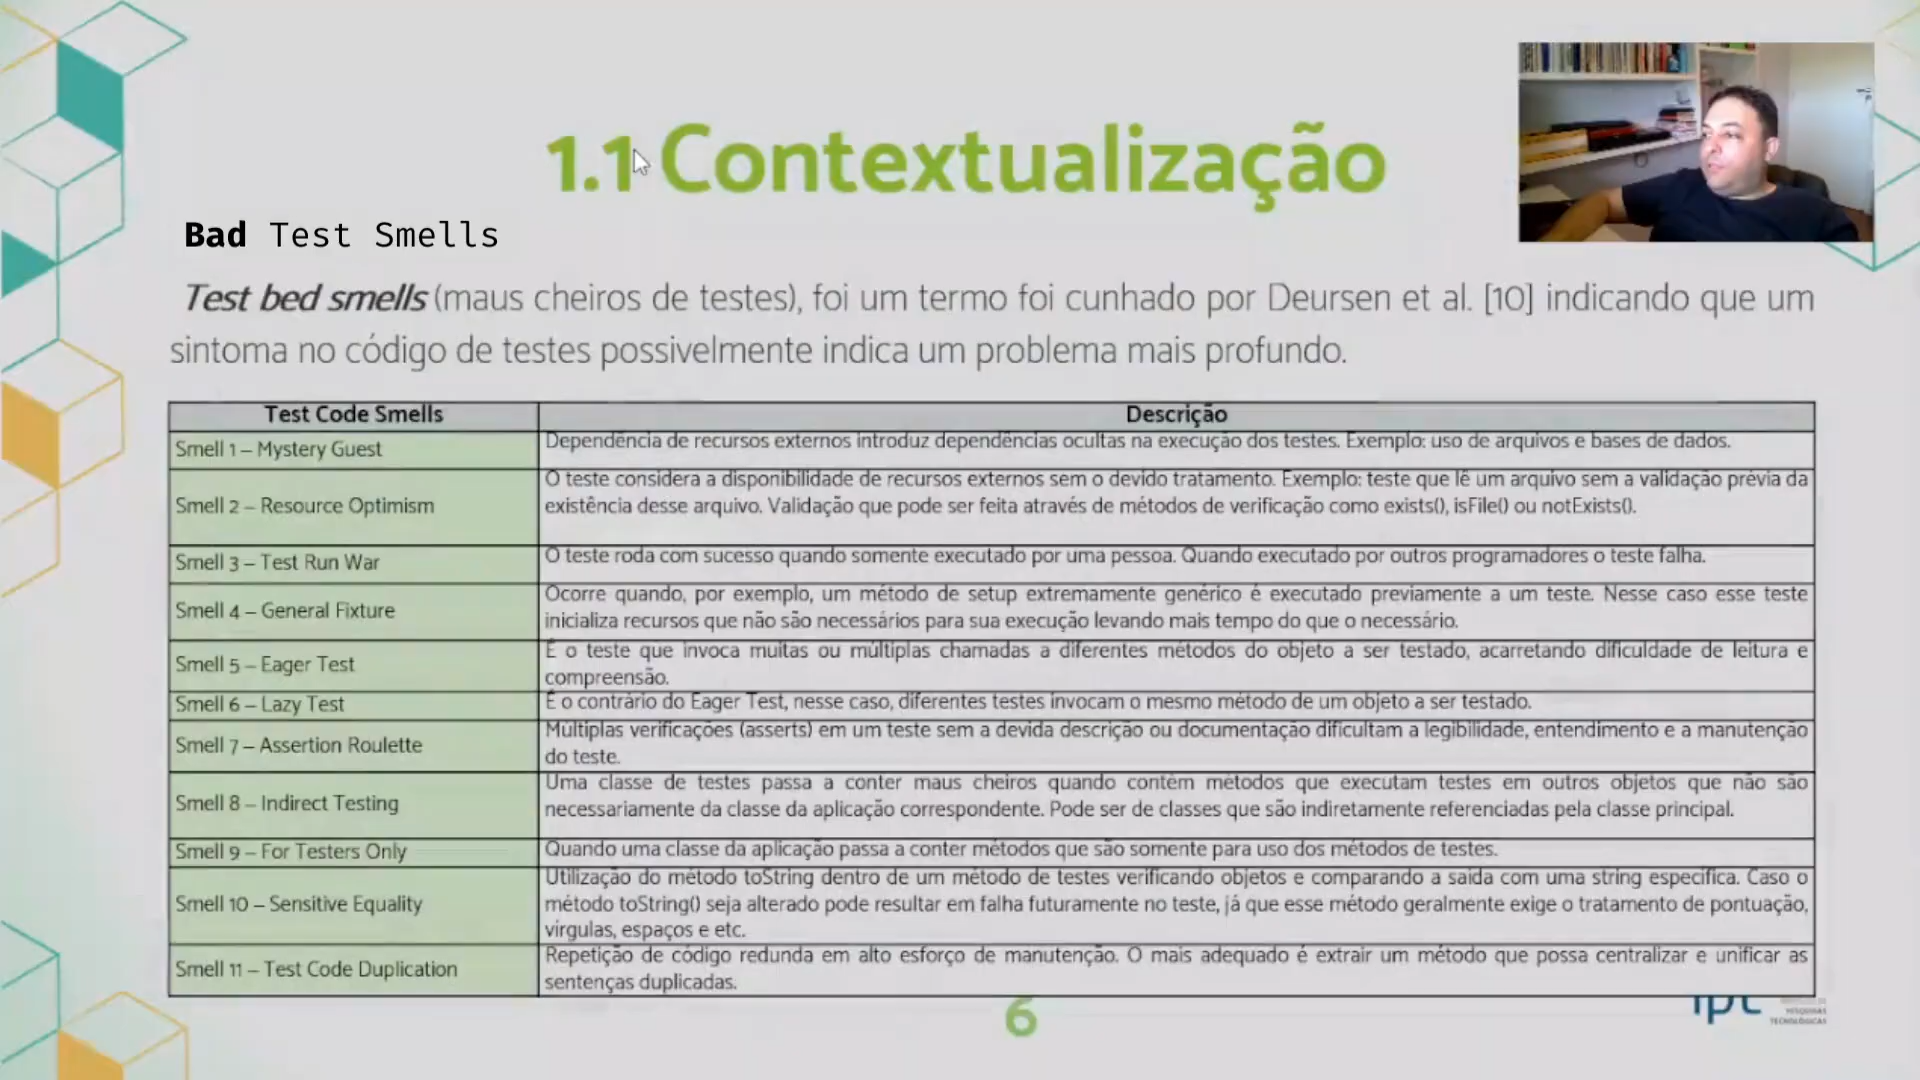 1.1 Contextualização
Bad Test Smells
Test bed smells (maus cheiros de testes), foi um termo foi cunhado por Deursen et al. [10] indicando que um
sintoma no código de testes possivelmente indica um problema mais profundo.
Test Code Smells
Descrição
Smell 1 – Mystery Guest
Dependência de recursos externos introduz dependências ocultas na execução dos testes. Exemplo: uso de arquivos e bases de dados.
Smell 2 – Resource Optimism
O teste considera a disponibilidade de recursos externos sem o devido tratamento. Exemplo: teste que lê um arquivo sem a validação prévia da
existência desse arquivo. Validação que pode ser feita através de métodos de verificação como exists(), isFile() ou notExists().
Smell 3 – Test Run War
O teste roda com sucesso quando somente executado por uma pessoa. Quando executado por outros programadores o teste falha.
Smell 4 – General Fixture
Ocorre quando, por exemplo, um método de setup extremamente genérico é executado previamente a um teste. Nesse caso esse teste
inicializa recursos que não são necessários para sua execução levando mais tempo do que o necessário.
Smell 5 – Eager Test
É o teste que invoca muitas ou múltiplas chamadas a diferentes métodos do objeto a ser testado, acarretando dificuldade de leitura e
compreensão.
Smell 6 – Lazy Test
É o contrário do Eager Test, nesse caso, diferentes testes invocam o mesmo método de um objeto a ser testado.
Smell 7 – Assertion Roulette
Múltiplas verificações (asserts) em um teste sem a devida descrição ou documentação dificultam a legibilidade, entendimento e a manutenção
do teste.
Smell 8 – Indirect Testing
Uma classe de testes passa a conter maus cheiros quando contém métodos que executam testes em outros objetos que não são
necessariamente da classe da aplicação correspondente. Pode ser de classes que são indiretamente referenciadas pela classe principal.
Smell 9 – For Testers Only
Quando uma classe da aplicação passa a conter métodos que são somente para uso dos métodos de testes.
Smell 10 – Sensitive Equality
Utilização do método toString dentro de um método de testes verificando objetos e comparando a saída com uma string específica. Caso o
método toString() seja alterado pode resultar em falha futuramente no teste, já que esse método geralmente exige o tratamento de pontuação,
vírgulas, espaços e etc.
Smell 11 – Test Code Duplication
Repetição de código redunda em alto esforço de manutenção. O mais adequado é extrair um método que possa centralizar e unificar as
sentenças duplicadas.
6
ipt
PESQUISAS
TECNOLÓGICAS